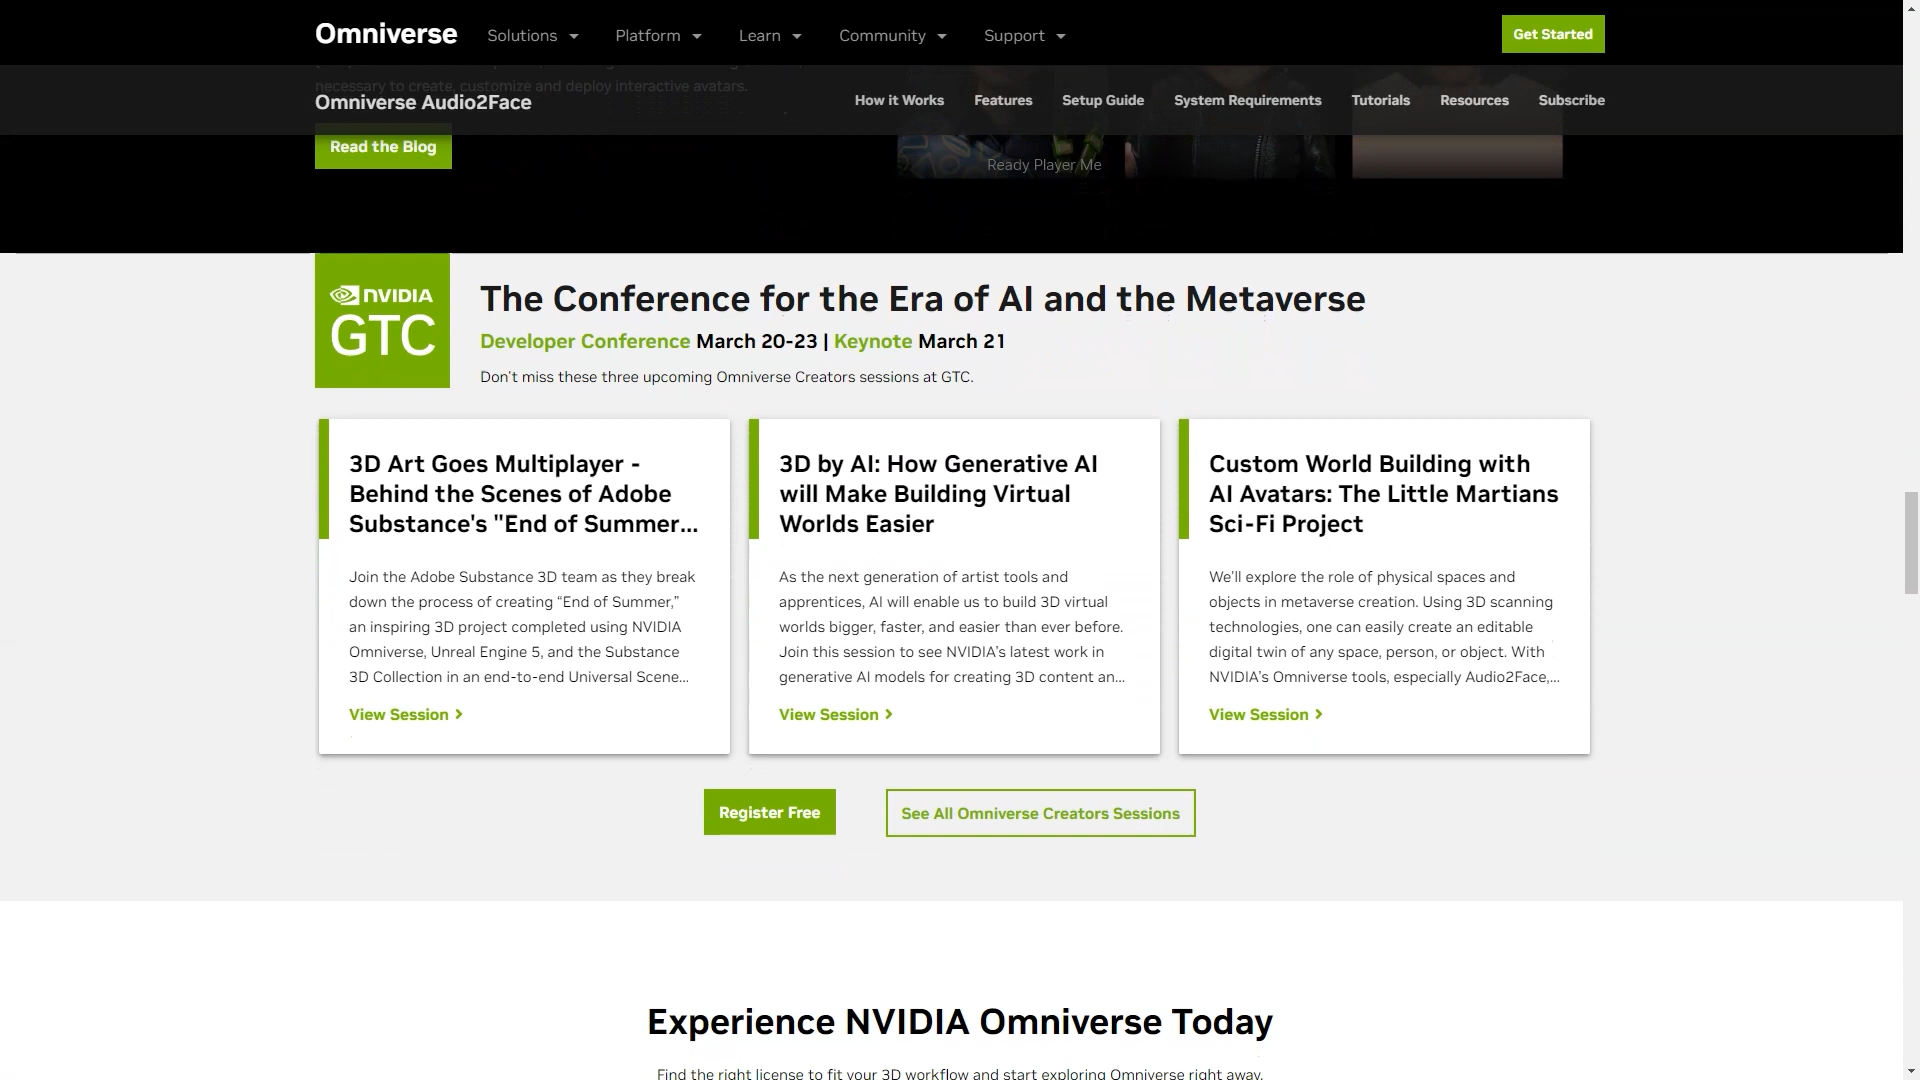 Omniverse Solutions Platform Learn Community Support Get Started
necessary to create, customize and deploy interactive avatars.
Omniverse Audio2Face How it Works Features Setup Guide System Requirements Tutorials Resources Subscribe
Read the Blog
Ready Player Me
NVIDIA
GTC
The Conference for the Era of AI and the Metaverse
Developer Conference March 20-23 | Keynote March 21
Don't miss these three upcoming Omniverse Creators sessions at GTC.
3D Art Goes Multiplayer -
Behind the Scenes of Adobe
Substance's "End of Summer...
Join the Adobe Substance 3D team as they break
down the process of creating “End of Summer,”
an inspiring 3D project completed using NVIDIA
Omniverse, Unreal Engine 5, and the Substance
3D Collection in an end-to-end Universal Scene...
View Session
3D by AI: How Generative AI
will Make Building Virtual
Worlds Easier
As the next generation of artist tools and
apprentices, AI will enable us to build 3D virtual
worlds bigger, faster, and easier than ever before.
Join this session to see NVIDIA’s latest work in
generative AI models for creating 3D content an...
View Session
Custom World Building with
AI Avatars: The Little Martians
Sci-Fi Project
We'll explore the role of physical spaces and
objects in metaverse creation. Using 3D scanning
technologies, one can easily create an editable
digital twin of any space, person, or object. With
NVIDIA’s Omniverse tools, especially Audio2Face,...
View Session
Register Free
See All Omniverse Creators Sessions
Experience NVIDIA Omniverse Today
Find the right license to fit your 3D workflow and start exploring Omniverse right away.